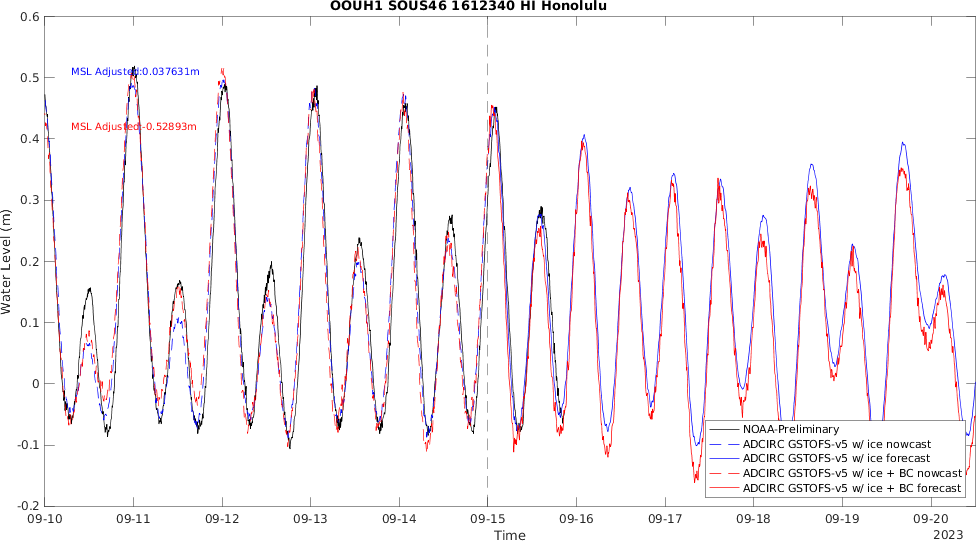 OOUH1 SOUS46 1612340 HI Honolulu
0.6
0.5
0.4
0.3
0.2
0.1
0
-0.1
-0.2
Water Level (m)
MSL Adjusted:0.037631m
MSL Adjusted:-0.52893m
NOAA-Preliminary
ADCIRC GSTOFS-v5 w/ ice nowcast
ADCIRC GSTOFS-v5 w/ ice forecast
ADCIRC GSTOFS-v5 w/ ice + BC nowcast
ADCIRC GSTOFS-v5 w/ ice + BC forecast
09-10 09-11 09-12 09-13 09-14 09-15 09-16 09-17 09-18 09-19 09-20
Time
2023